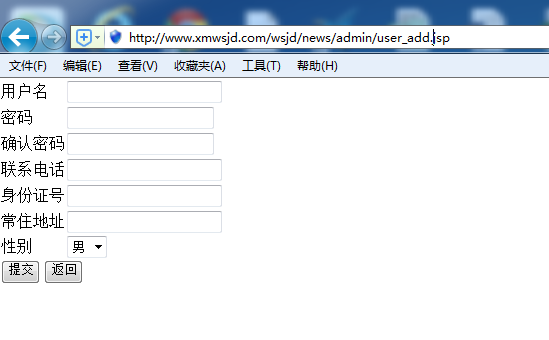 http://www.xmwsjd.com/wsjd/news/admin/user_add.jsp
文件(F) 编辑(E) 查看(V) 收藏夹(A) 工具(T) 帮助(H)
用户名
密码
确认密码
联系电话
身份证号
常住地址
性别 男
提交 返回